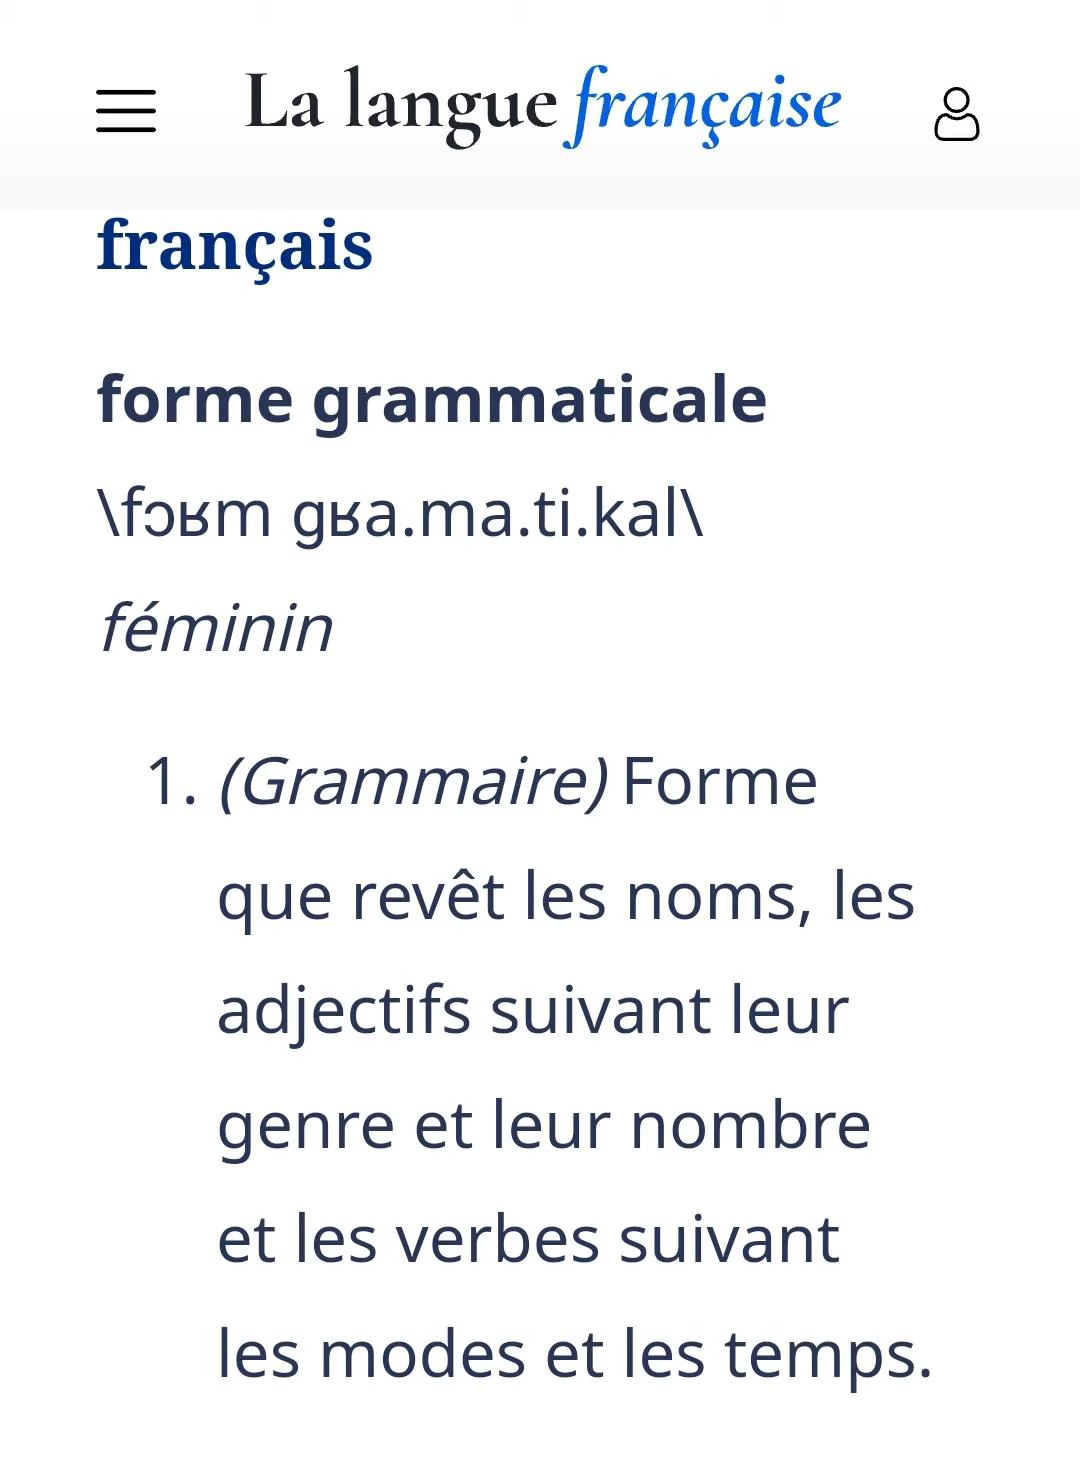 La langue française
français
forme grammaticale
\fɔʁm gʁa.ma.ti.kal\
féminin
1. (Grammaire) Forme
que revêt les noms, les
adjectifs suivant leur
genre et leur nombre
et les verbes suivant
les modes et les temps.